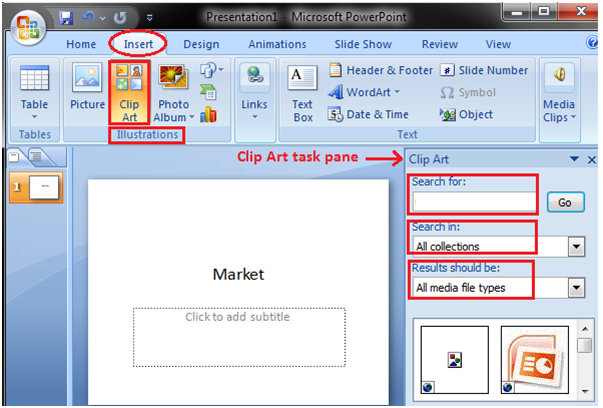 Presentation1 - Microsoft PowerPoint
Home Insert Design Animations Slide Show Review View
Table
Picture
Clip
Art
Photo
Album
Links
Text
Box
Header & Footer
WordArt
Date & Time
Slide Number
Symbol
Object
Media
Clips
Tables
Illustrations
Text
Clip Art task pane
Clip Art
1
Search for:
Go
Search in:
All collections
Results should be:
All media file types
Market
Click to add subtitle